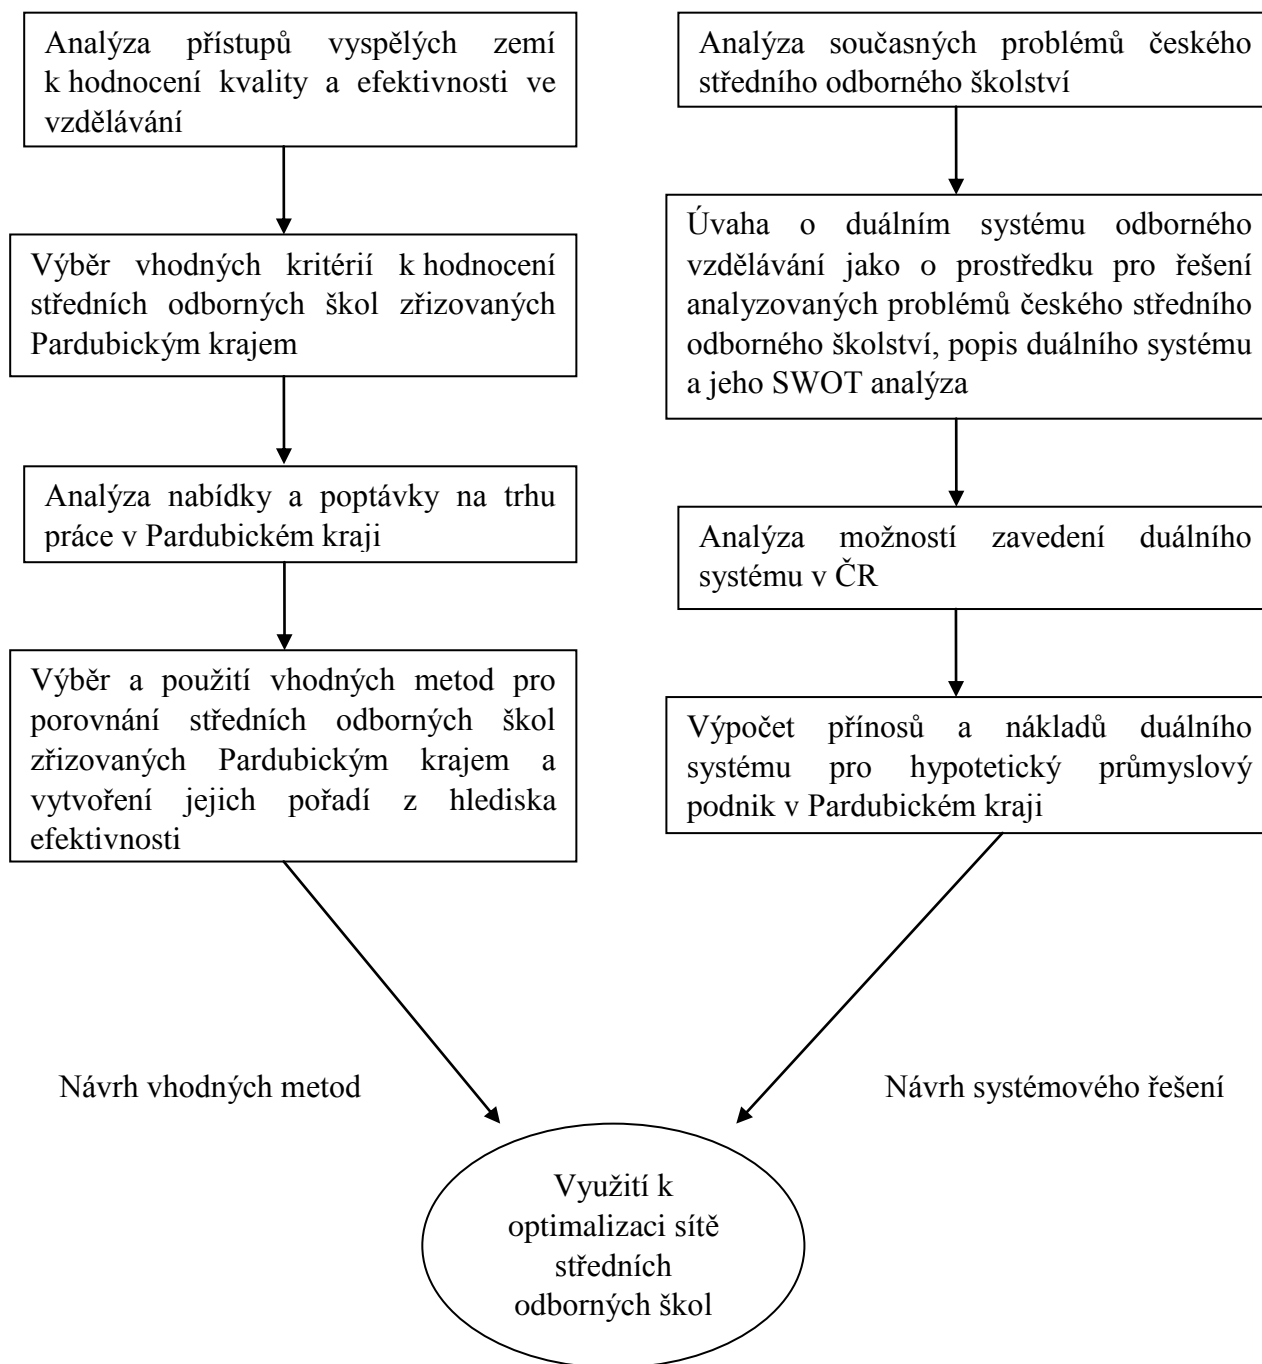 Analýza přístupů vyspělých zemí
k hodnocení kvality a efektivnosti ve
vzdělávání
Výběr vhodných kritérií k hodnocení
středních odborných škol zřizovaných
Pardubickým krajem
Analýza nabídky a poptávky na trhu
práce v Pardubickém kraji
Výběr a použití vhodných metod pro
porovnání středních odborných škol
zřizovaných Pardubickým krajem a
vytvoření jejich pořadí z hlediska
efektivnosti
Návrh vhodných metod
Analýza současných problémů českého
středního odborného školství
Úvaha o duálním systému odborného
vzdělávání jako o prostředku pro řešení
analyzovaných problémů českého středního
odborného školství, popis duálního systému
a jeho SWOT analýza
Analýza možností zavedení duálního
systému v ČR
Výpočet přínosů a nákladů duálního
systému pro hypotetický průmyslový
podnik v Pardubickém kraji
Návrh systémového řešení
Využití k
optimalizaci sítě
středních
odborných škol